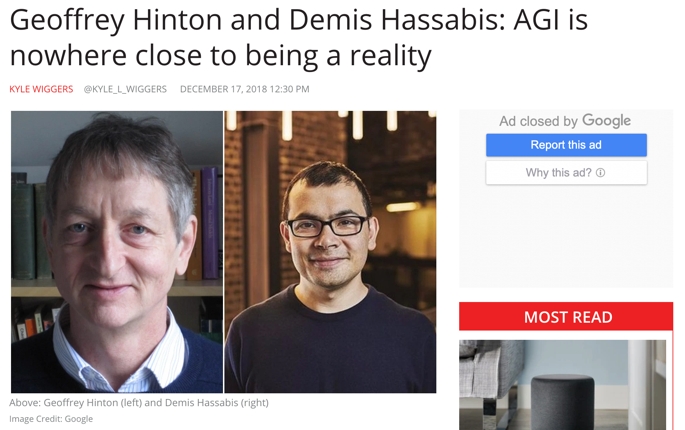 Geoffrey Hinton and Demis Hassabis: AGI is
nowhere close to being a reality
KYLE WIGGERS @KYLE_L_WIGGERS DECEMBER 17, 2018 12:30 PM
Ad closed by Google
Report this ad
Why this ad?
MOST READ
Above: Geoffrey Hinton (left) and Demis Hassabis (right)
Image Credit: Google